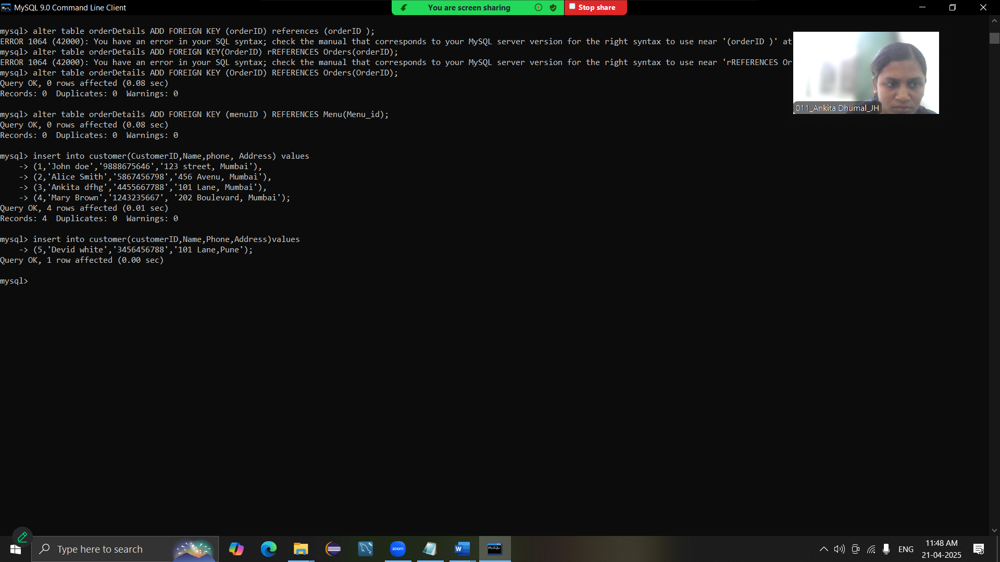 MySQL 9.0 Command Line Client
You are screen sharing
Stop share
mysql> alter table orderDetails ADD FOREIGN KEY (orderID) references (orderID );
ERROR 1064 (42000): You have an error in your SQL syntax; check the manual that corresponds to your MySQL server version for the right syntax to use near '(orderID )' at
mysql> alter table orderDetails ADD FOREIGN KEY(OrderID) rREFERENCES Orders(orderID);
ERROR 1064 (42000): You have an error in your SQL syntax; check the manual that corresponds to your MySQL server version for the right syntax to use near 'rREFERENCES Or
mysql> alter table orderDetails ADD FOREIGN KEY (OrderID) REFERENCES Orders(OrderID);
Query OK, 0 rows affected (0.08 sec)
Records: 0  Duplicates: 0  Warnings: 0
011_Ankita Dhumal_JH
mysql> alter table orderDetails ADD FOREIGN KEY (menuID ) REFERENCES Menu(Menu_id);
Query OK, 0 rows affected (0.08 sec)
Records: 0  Duplicates: 0  Warnings: 0
mysql> insert into customer(CustomerID,Name,phone, Address) values
    -> (1,'John doe','9888675646','123 street, Mumbai'),
    -> (2,'Alice Smith','5867456798','456 Avenu, Mumbai'),
    -> (3,'Ankita dfhg','4455667788','101 Lane, Mumbai'),
    -> (4,'Mary Brown','1243235667', '202 Boulevard, Mumbai');
Query OK, 4 rows affected (0.01 sec)
Records: 4  Duplicates: 0  Warnings: 0
mysql> insert into customer(customerID,Name,Phone,Address)values
    -> (5,'Devid white','3456456788','101 Lane,Pune');
Query OK, 1 row affected (0.00 sec)
mysql>
Type here to search
zoom
W
MySQL
ENG
11:48 AM
21-04-2025